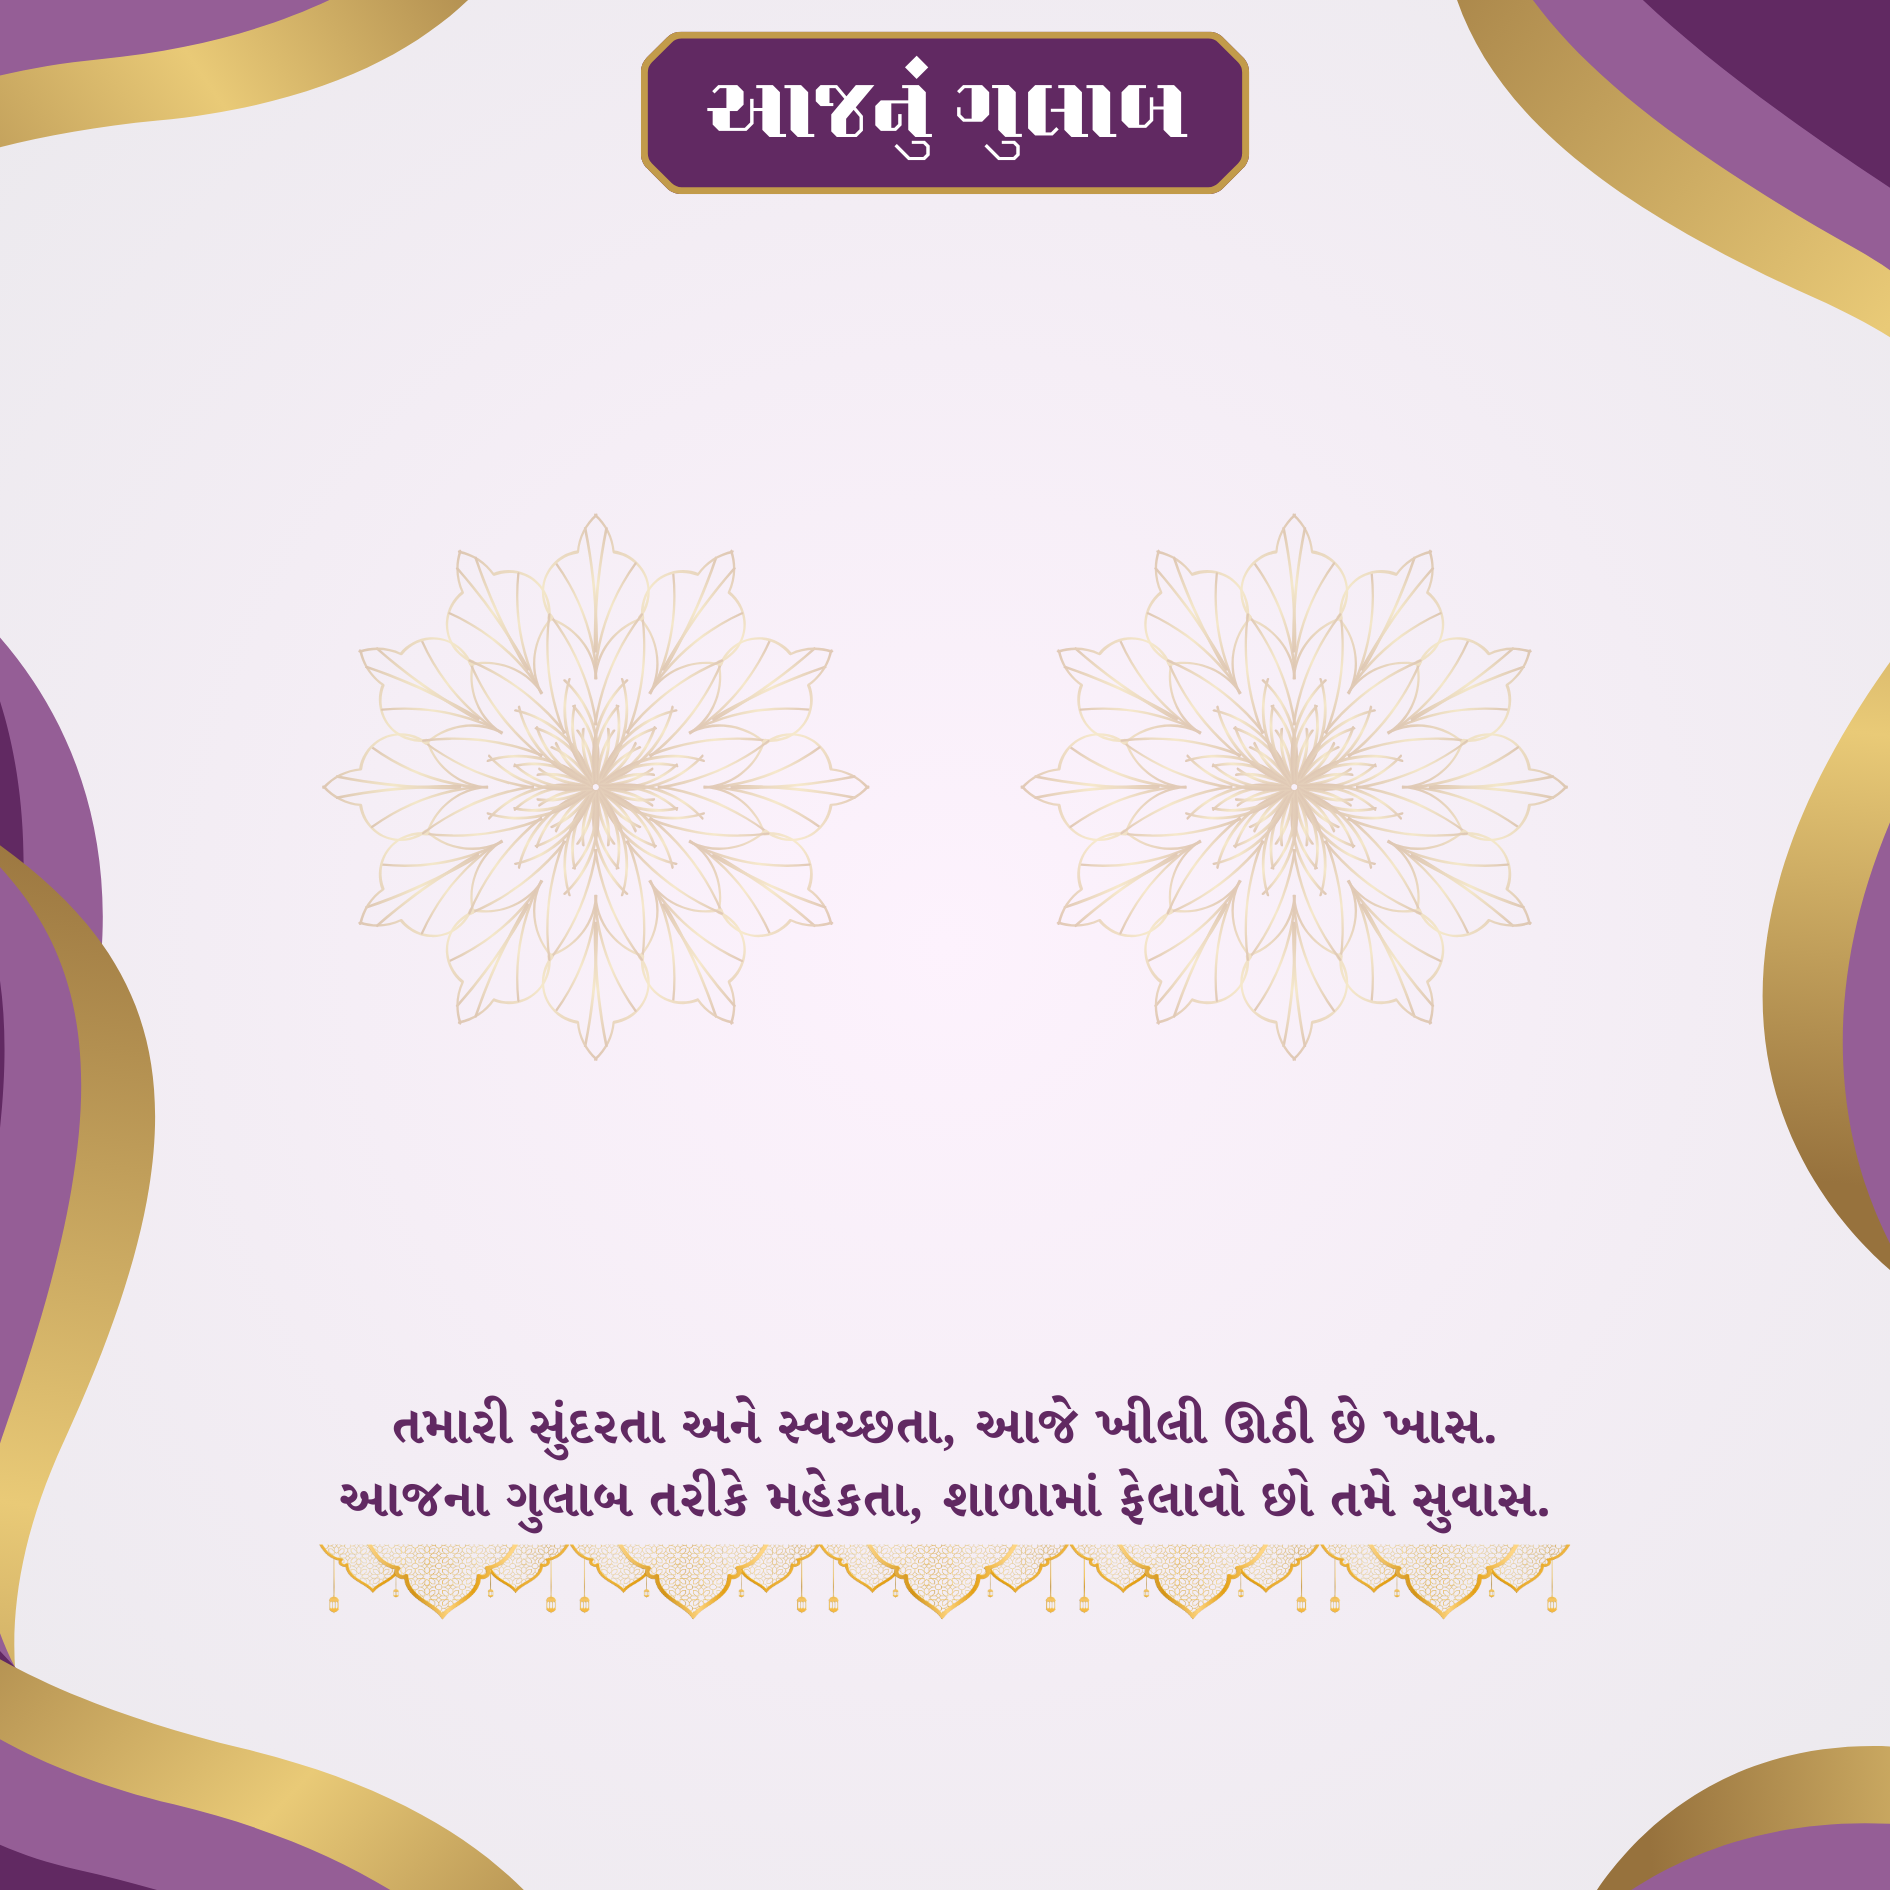 આજનું ગુલાબ
તમારી સુંદરતા અને સ્વચ્છતા, આજે ખીલી ઊઠી છે ખાસ.
આજના ગુલાબ તરીકે મહેકતા, શાળામાં ફેલાવો છો તમે સુવાસ.